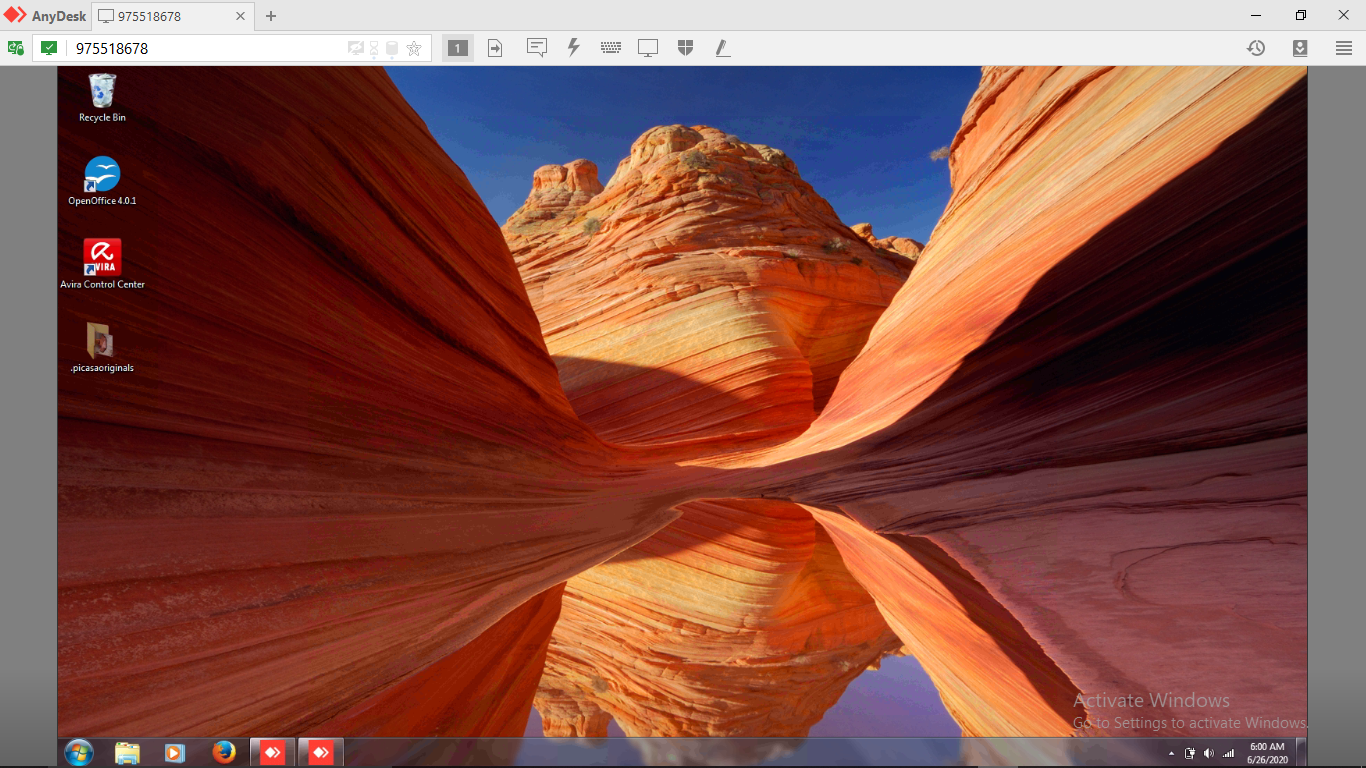 AnyDesk
975518678
975518678
1
Recycle Bin
OpenOffice 4.0.1
AVIRA
Avira Control Center
.picasaoriginals
Activate Windows
Go to Settings to activate Windows.
6:00 AM
6/26/2020